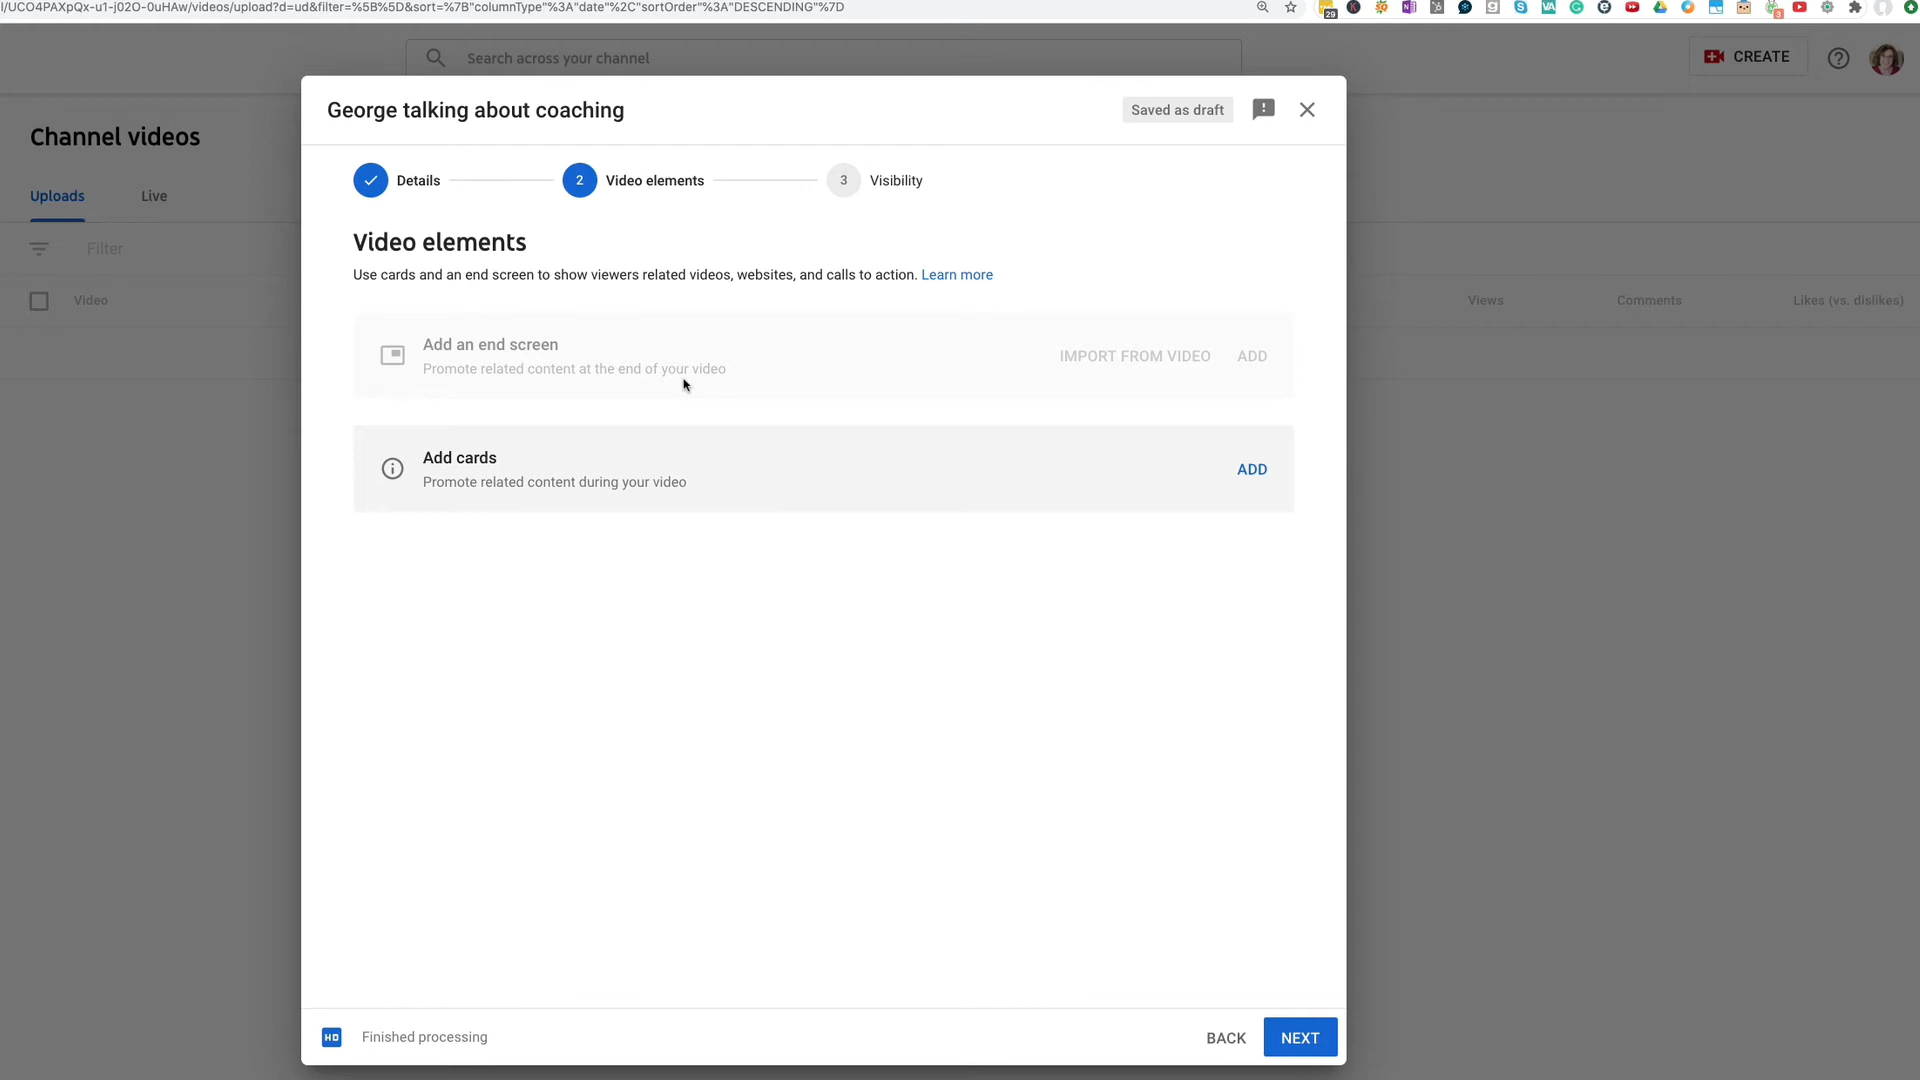 l/UCO4PAXpQx-u1-j02O-0uHAw/videos/upload?d=ud&filter=%5B%5D&sort=%7B"columnType"%3A"date"%2C"sortOrder"%3A"DESCENDING"%7D
29
3
Search across your channel
CREATE
George talking about coaching
Saved as draft
Channel videos
Details
2
Video elements
3
Visibility
Uploads
Live
Video elements
Filter
Use cards and an end screen to show viewers related videos, websites, and calls to action. Learn more
Video
Views
Comments
Likes (vs. dislikes)
Add an end screen
Promote related content at the end of your video
IMPORT FROM VIDEO
ADD
Add cards
Promote related content during your video
ADD
HD
Finished processing
BACK
NEXT